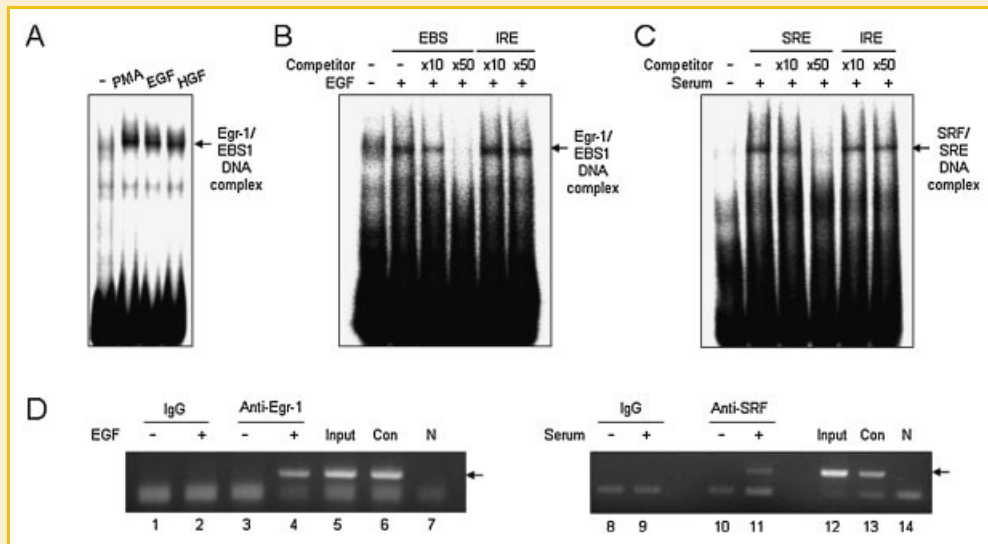 A
- PMA EGF HGF
Egr-1/
EBS1
DNA
complex
B
EBS IRE
Competitor - - x10 x50 x10 x50
EGF - + + + + +
Egr-1/
EBS1
DNA
complex
C
SRE IRE
Competitor - - x10 x50 x10 x50
Serum - + + + + +
SRF/
SRE
DNA
complex
D
IgG Anti-Egr-1
EGF - + - + Input Con N
1 2 3 4 5 6 7
IgG Anti-SRF
Serum - + - + Input Con N
8 9 10 11 12 13 14